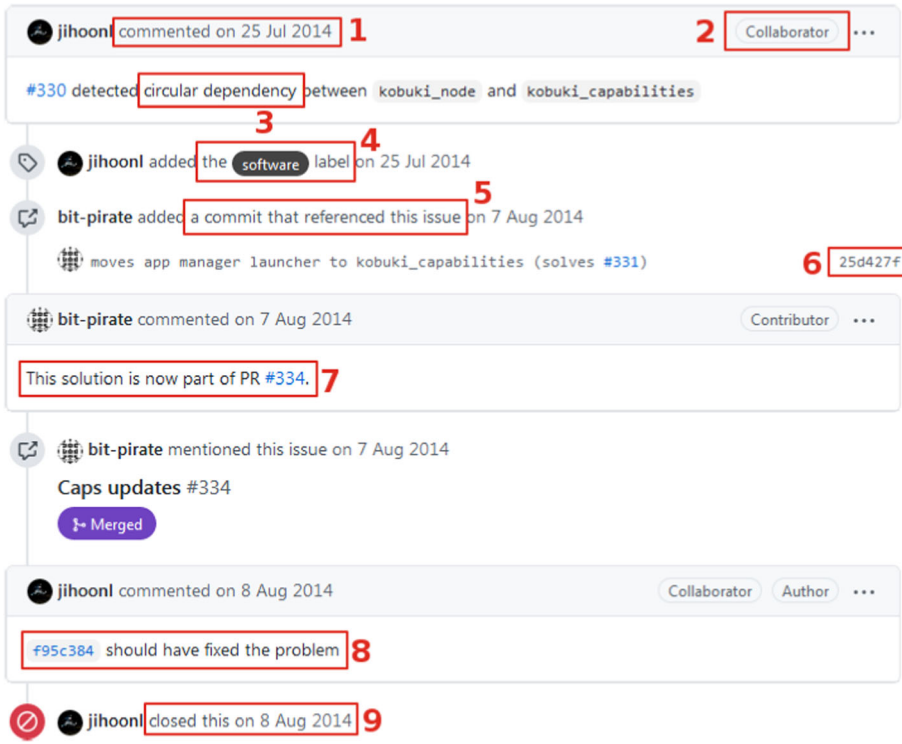 jihoonl commented on 25 Jul 2014 1 2 Collaborator ...
#330 detected circular dependency between kobuki_node and kobuki_capabilities
3 4
jihoonl added the software label on 25 Jul 2014
5
bit-pirate added a commit that referenced this issue on 7 Aug 2014
moves app manager launcher to kobuki_capabilities (solves #331) 6 25d427f
bit-pirate commented on 7 Aug 2014 Contributor ...
This solution is now part of PR #334. 7
bit-pirate mentioned this issue on 7 Aug 2014
Caps updates #334
Merged
jihoonl commented on 8 Aug 2014 Collaborator Author ...
f95c384 should have fixed the problem 8
jihoonl closed this on 8 Aug 2014 9